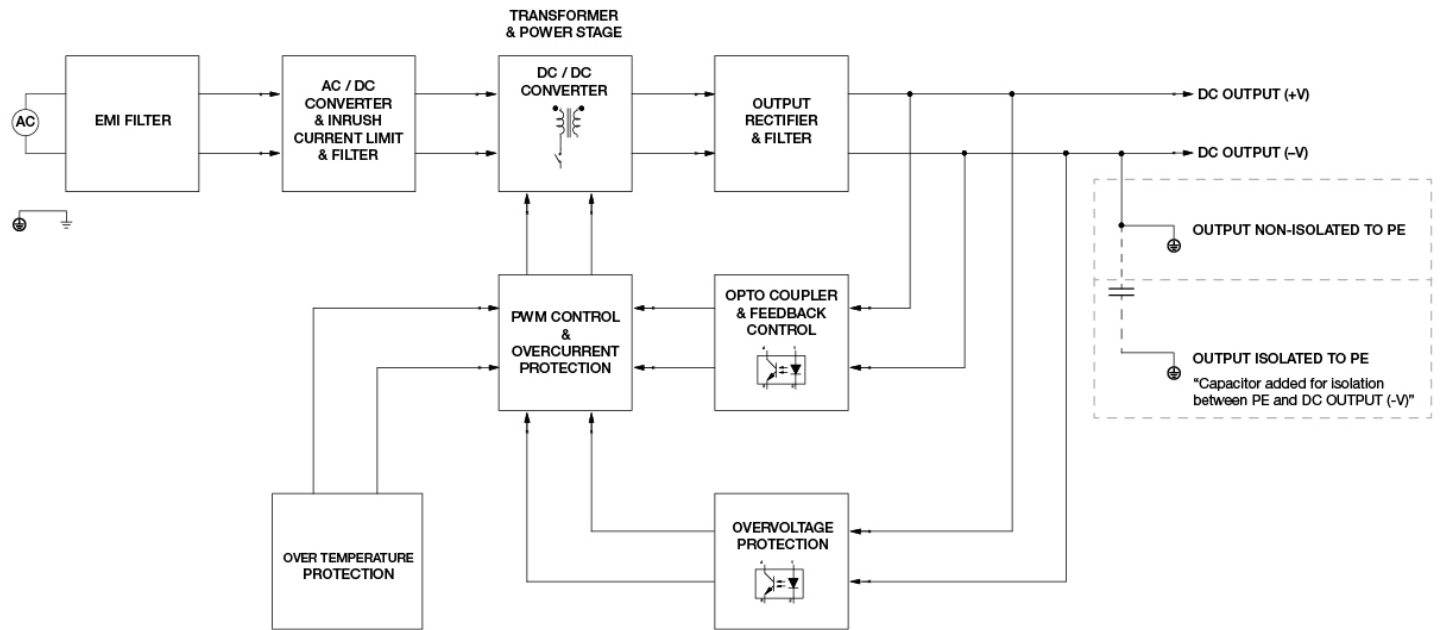 TRANSFORMER
& POWER STAGE
AC
EMI FILTER
AC / DC
CONVERTER
& INRUSH
CURRENT LIMIT
& FILTER
DC / DC
CONVERTER
OUTPUT
RECTIFIER
& FILTER
DC OUTPUT (+V)
DC OUTPUT (–V)
OUTPUT NON-ISOLATED TO PE
PWM CONTROL
&
OVERCURRENT
PROTECTION
OPTO COUPLER
& FEEDBACK
CONTROL
OUTPUT ISOLATED TO PE
“Capacitor added for isolation
between PE and DC OUTPUT (-V)”
OVER TEMPERATURE
PROTECTION
OVERVOLTAGE
PROTECTION